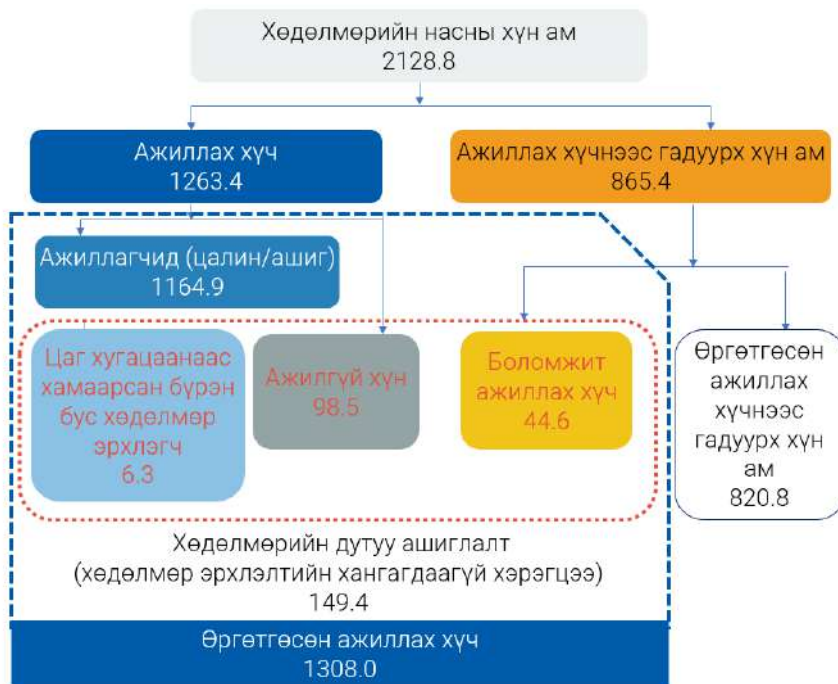 Хөдөлмөрийн насны хүн ам
2128.8
Ажиллах хүч
1263.4
Ажиллах хүчнээс гадуурх хүн ам
865.4
Ажиллагчид (цалин/ашиг)
1164.9
Цаг хугацаанаас
хамаарсан бүрэн
бус хөдөлмөр
эрхлэгч
6.3
Ажилгүй хүн
98.5
Боломжит
ажиллах хүч
44.6
Өргөтгөсөн
ажиллах
хүчнээс
гадуурх хүн
ам
820.8
Хөдөлмөрийн дутуу ашиглалт
(хөдөлмөр эрхлэлтийн хангагдаагүй хэрэгцээ)
149.4
Өргөтгөсөн ажиллах хүч
1308.0